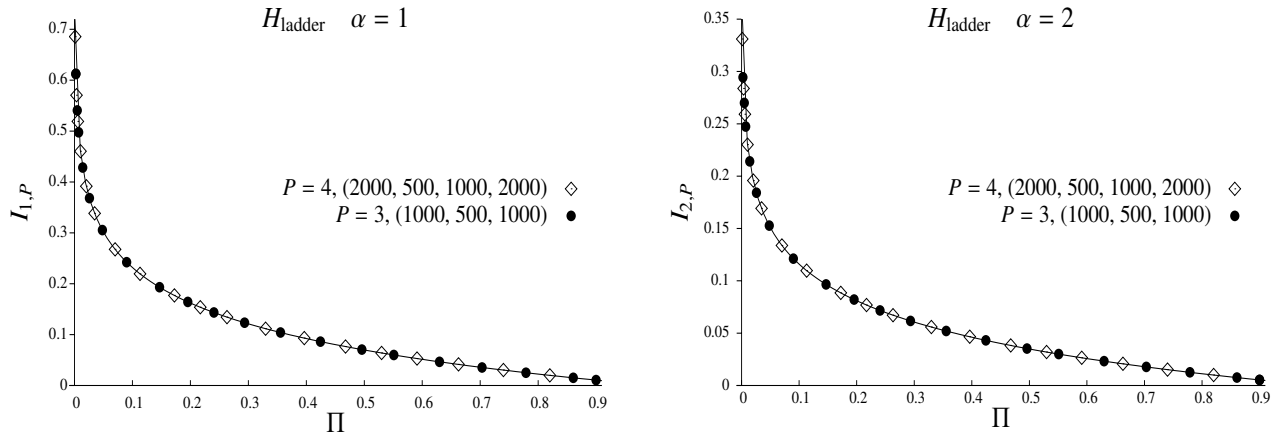 H_ladder α = 1
I_{1,P}
0.7
0.6
0.5
0.4
0.3
0.2
0.1
0
P = 4, (2000, 500, 1000, 2000)
P = 3, (1000, 500, 1000)
0 0.1 0.2 0.3 0.4 0.5 0.6 0.7 0.8 0.9
Π
H_ladder α = 2
I_{2,P}
0.35
0.3
0.25
0.2
0.15
0.1
0.05
0
P = 4, (2000, 500, 1000, 2000)
P = 3, (1000, 500, 1000)
0 0.1 0.2 0.3 0.4 0.5 0.6 0.7 0.8 0.9
Π